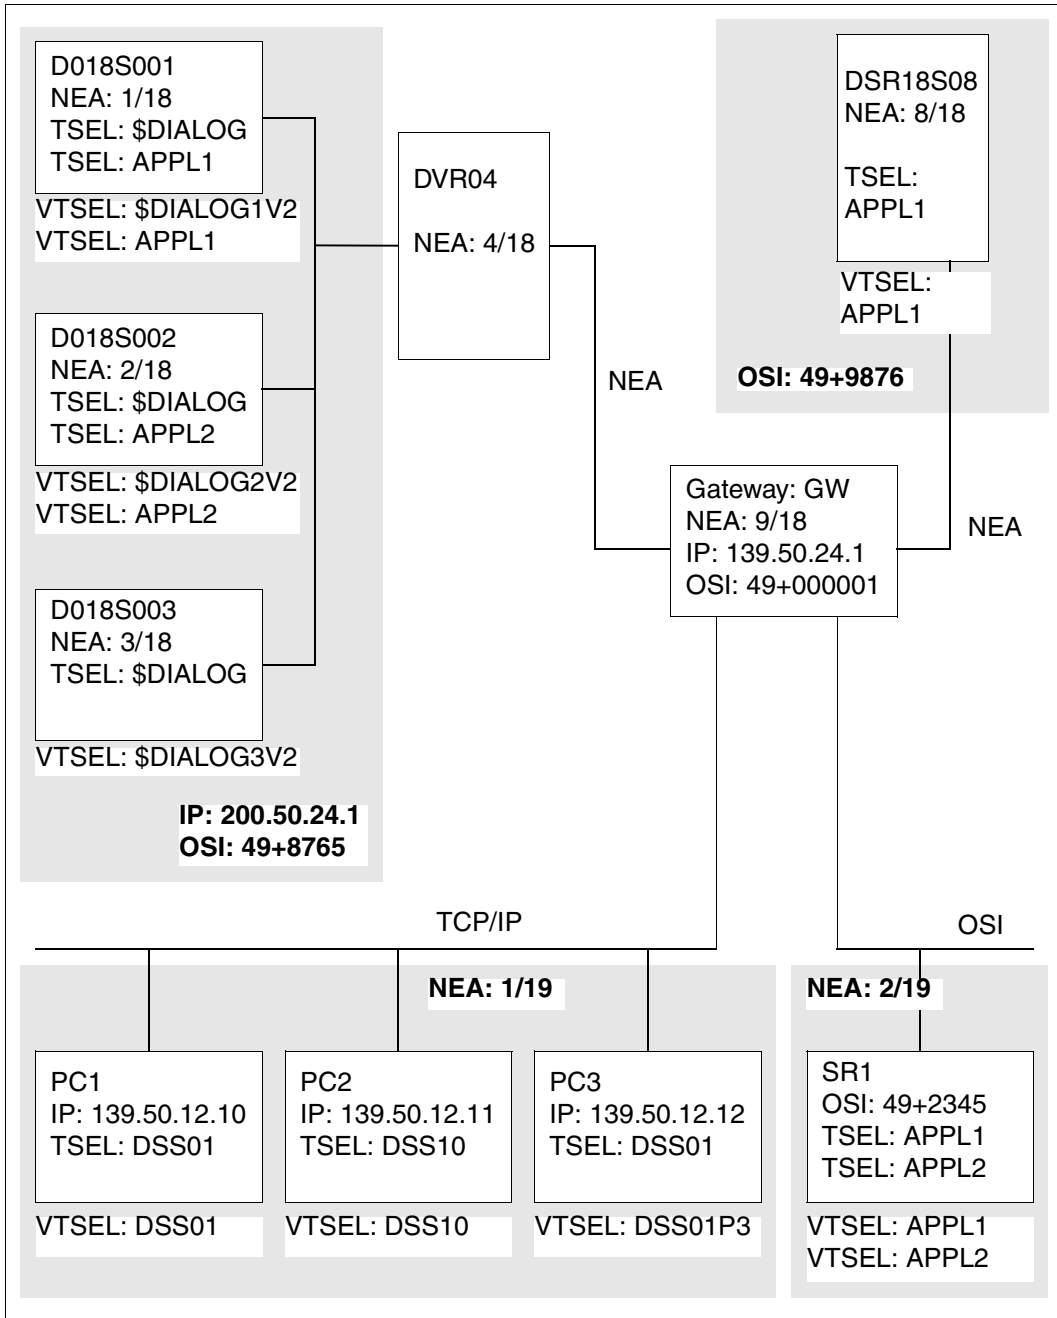 D018S001
NEA: 1/18
TSEL: $DIALOG
TSEL: APPL1
VTSEL: $DIALOG1V2
VTSEL: APPL1
D018S002
NEA: 2/18
TSEL: $DIALOG
TSEL: APPL2
VTSEL: $DIALOG2V2
VTSEL: APPL2
D018S003
NEA: 3/18
TSEL: $DIALOG
VTSEL: $DIALOG3V2
IP: 200.50.24.1
OSI: 49+8765
DVR04
NEA: 4/18
NEA
DSR18S08
NEA: 8/18
TSEL:
APPL1
VTSEL:
APPL1
OSI: 49+9876
Gateway: GW
NEA: 9/18
IP: 139.50.24.1
OSI: 49+000001
NEA
TCP/IP
OSI
NEA: 1/19
PC1
IP: 139.50.12.10
TSEL: DSS01
VTSEL: DSS01
PC2
IP: 139.50.12.11
TSEL: DSS10
VTSEL: DSS10
PC3
IP: 139.50.12.12
TSEL: DSS01
VTSEL: DSS01P3
NEA: 2/19
SR1
OSI: 49+2345
TSEL: APPL1
TSEL: APPL2
VTSEL: APPL1
VTSEL: APPL2